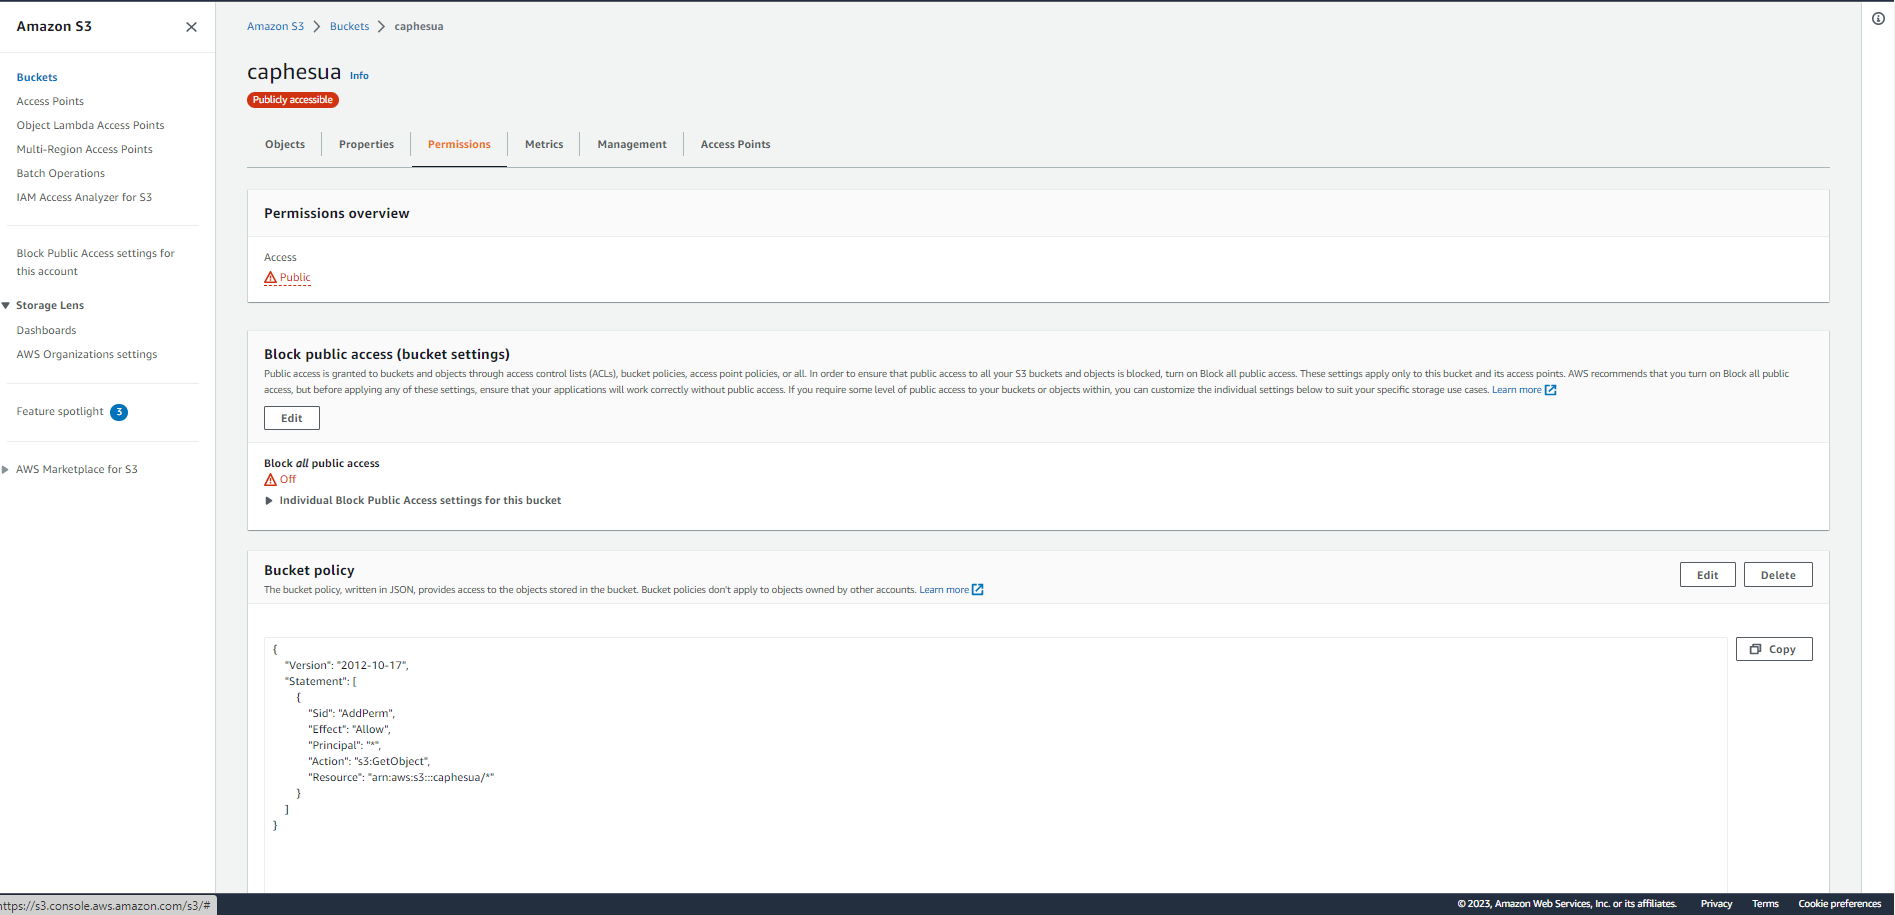 Amazon S3
Buckets
Access Points
Object Lambda Access Points
Multi-Region Access Points
Batch Operations
IAM Access Analyzer for S3
Block Public Access settings for
this account
Storage Lens
Dashboards
AWS Organizations settings
Feature spotlight 3
AWS Marketplace for S3
Amazon S3 > Buckets > caphesua
caphesua Info
Publicly accessible
Objects Properties Permissions Metrics Management Access Points
Permissions overview
Access
Public
Block public access (bucket settings)
Public access is granted to buckets and objects through access control lists (ACLs), bucket policies, access point policies, or all. In order to ensure that public access to all your S3 buckets and objects is blocked, turn on Block all public access. These settings apply only to this bucket and its access points. AWS recommends that you turn on Block all public
access, but before applying any of these settings, ensure that your applications will work correctly without public access. If you require some level of public access to your buckets or objects within, you can customize the individual settings below to suit your specific storage use cases. Learn more
Edit
Block all public access
Off
Individual Block Public Access settings for this bucket
Bucket policy
The bucket policy, written in JSON, provides access to the objects stored in the bucket. Bucket policies don't apply to objects owned by other accounts. Learn more
Edit Delete
Copy
{
"Version": "2012-10-17",
"Statement": [
{
"Sid": "AddPerm",
"Effect": "Allow",
"Principal": "*",
"Action": "s3:GetObject",
"Resource": "arn:aws:s3:::caphesua/*"
}
]
}
https://s3.console.aws.amazon.com/s3/#
© 2023, Amazon Web Services, Inc. or its affiliates. Privacy Terms Cookie preferences